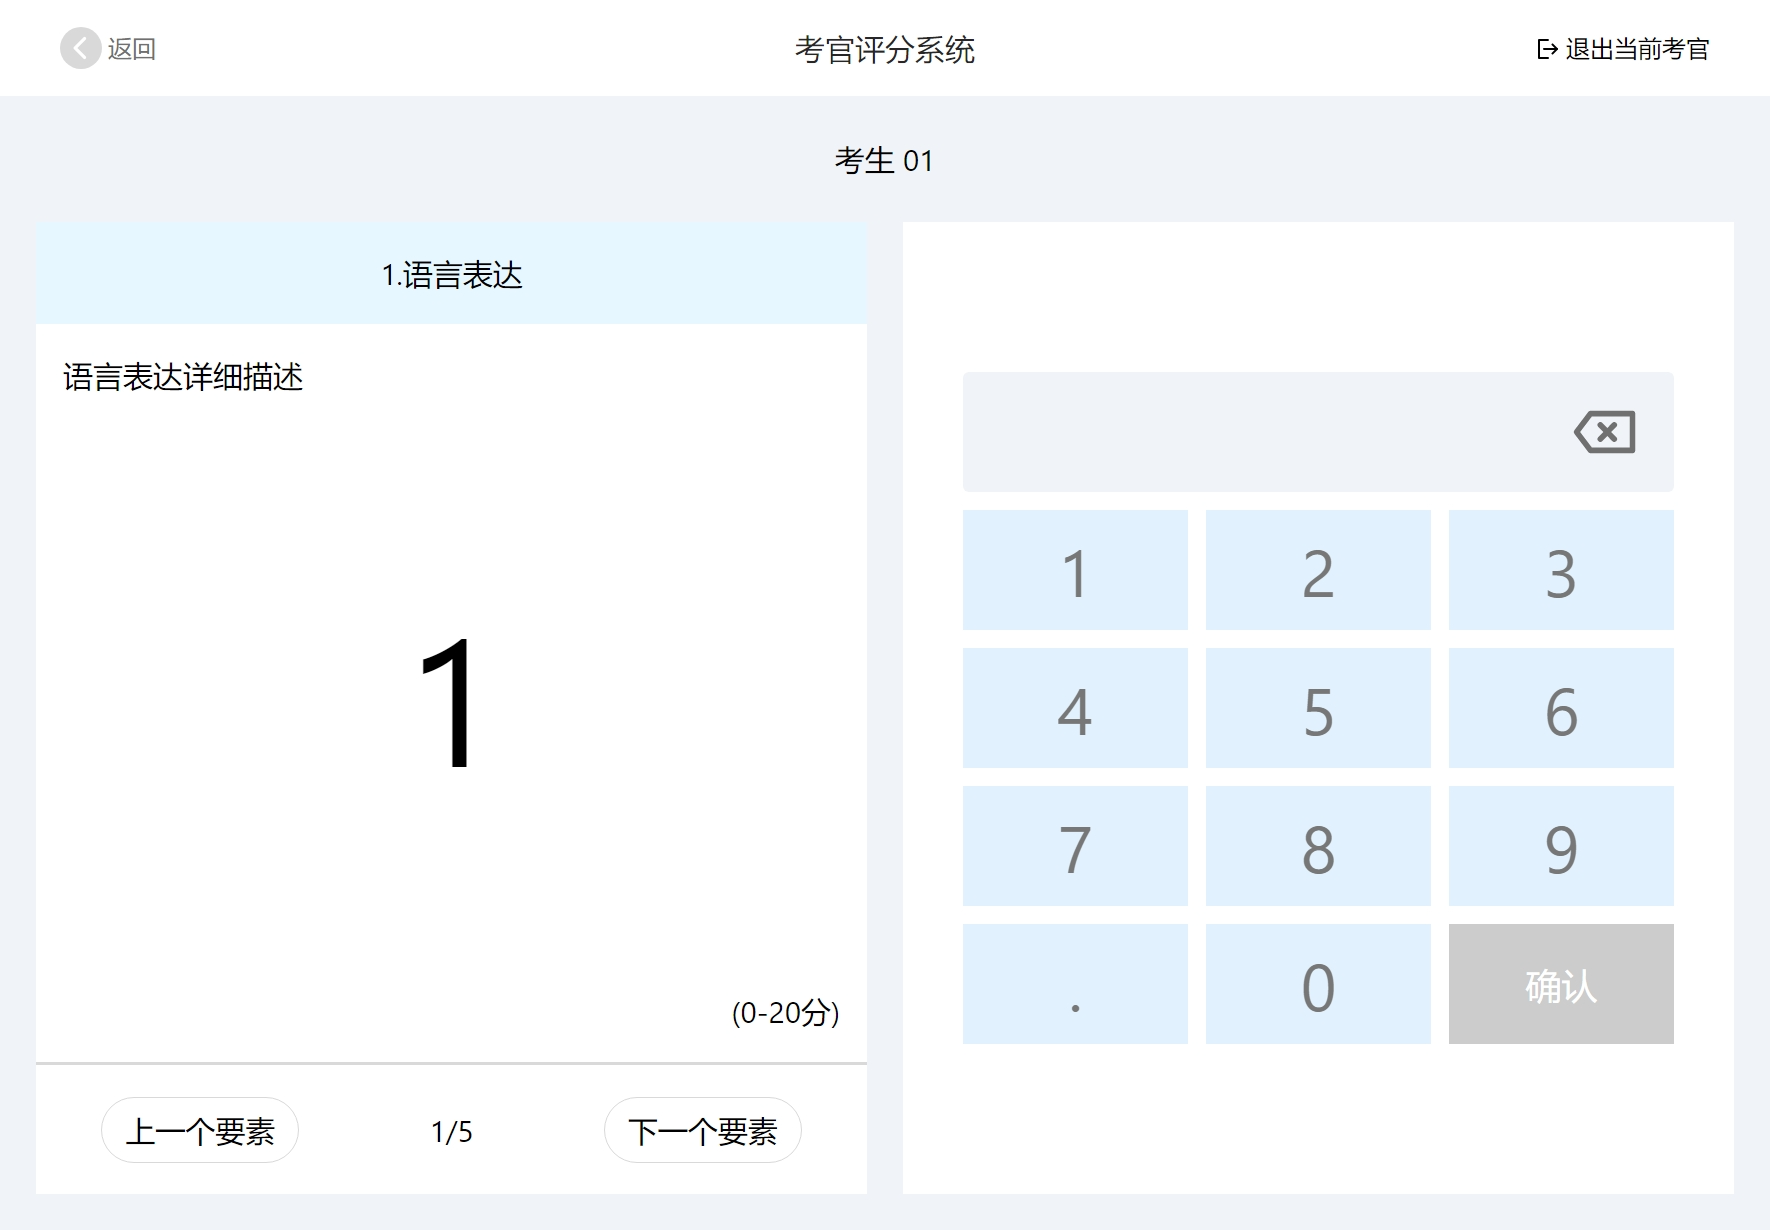 返回
考官评分系统
退出当前考官
考生 01
1.语言表达
语言表达详细描述
1
(0-20分)
上一个要素
1/5
下一个要素
1 2 3
4 5 6
7 8 9
. 0 确认